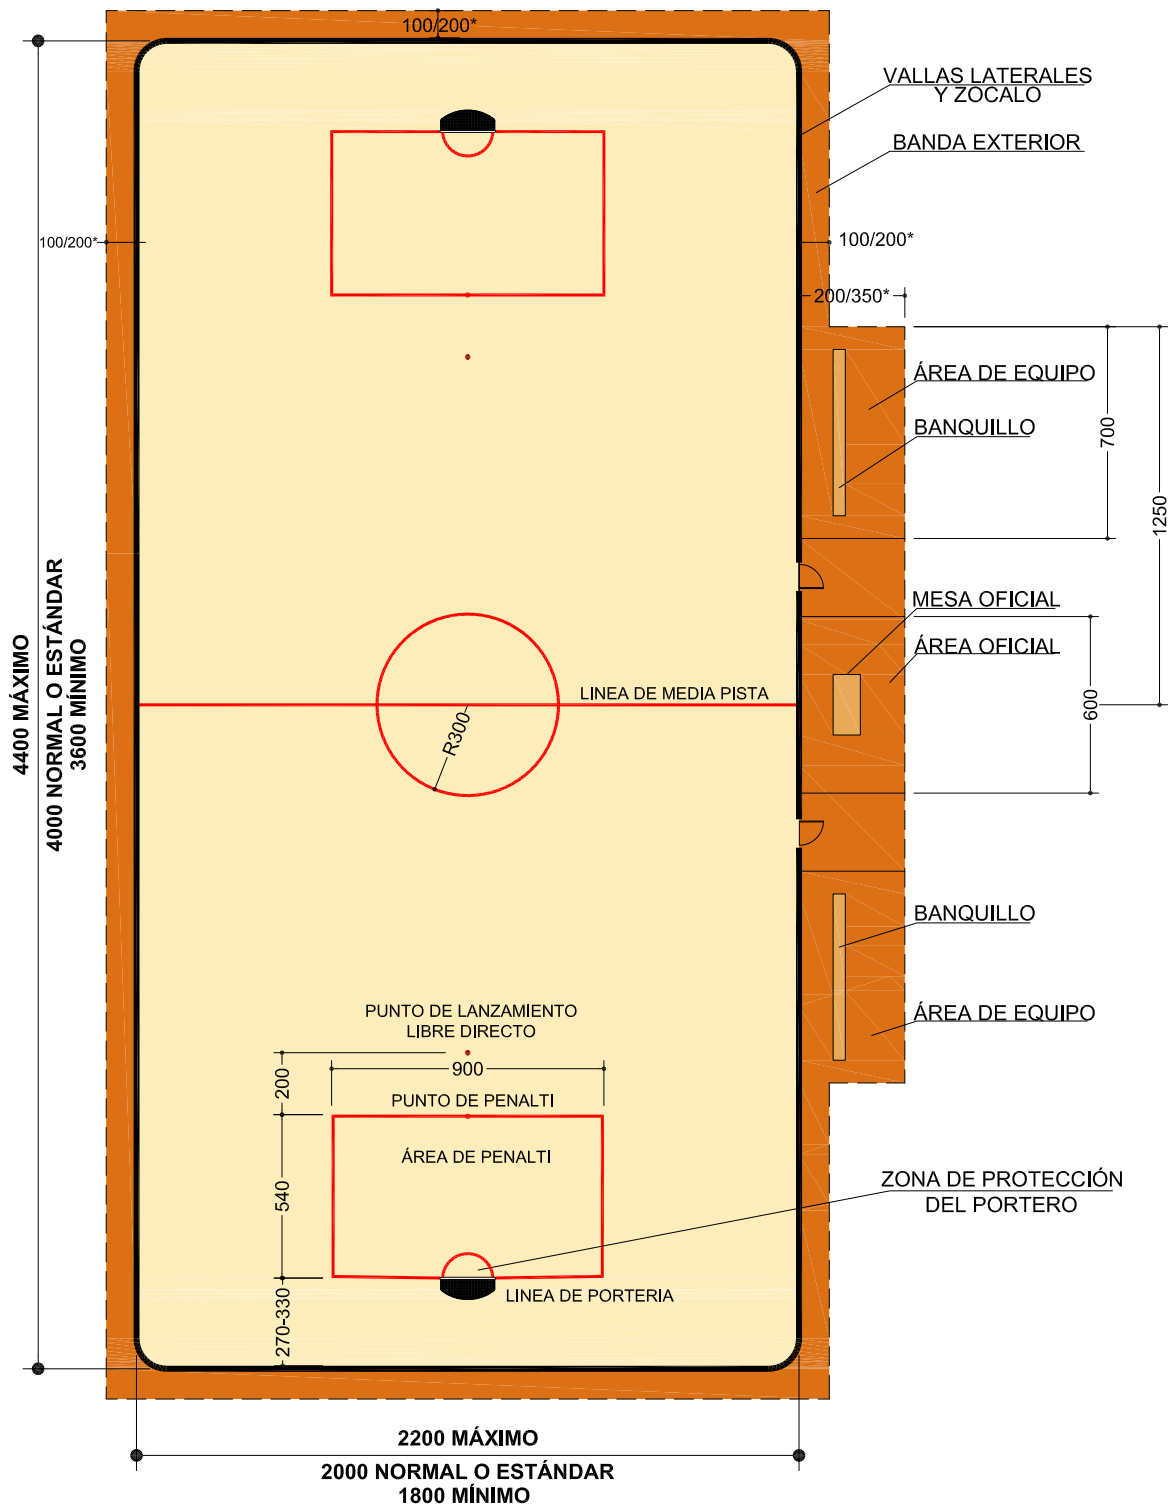 100/200*
VALLAS LATERALES
Y ZOCALO
BANDA EXTERIOR
100/200*
100/200*
200/350*
ÁREA DE EQUIPO
BANQUILLO
700
1250
MESA OFICIAL
ÁREA OFICIAL
600
4400 MÁXIMO
4000 NORMAL O ESTÁNDAR
3600 MÍNIMO
LINEA DE MEDIA PISTA
R300
BANQUILLO
ÁREA DE EQUIPO
PUNTO DE LANZAMIENTO
LIBRE DIRECTO
200
900
PUNTO DE PENALTI
ÁREA DE PENALTI
540
ZONA DE PROTECCIÓN
DEL PORTERO
LINEA DE PORTERIA
270-330
2200 MÁXIMO
2000 NORMAL O ESTÁNDAR
1800 MÍNIMO